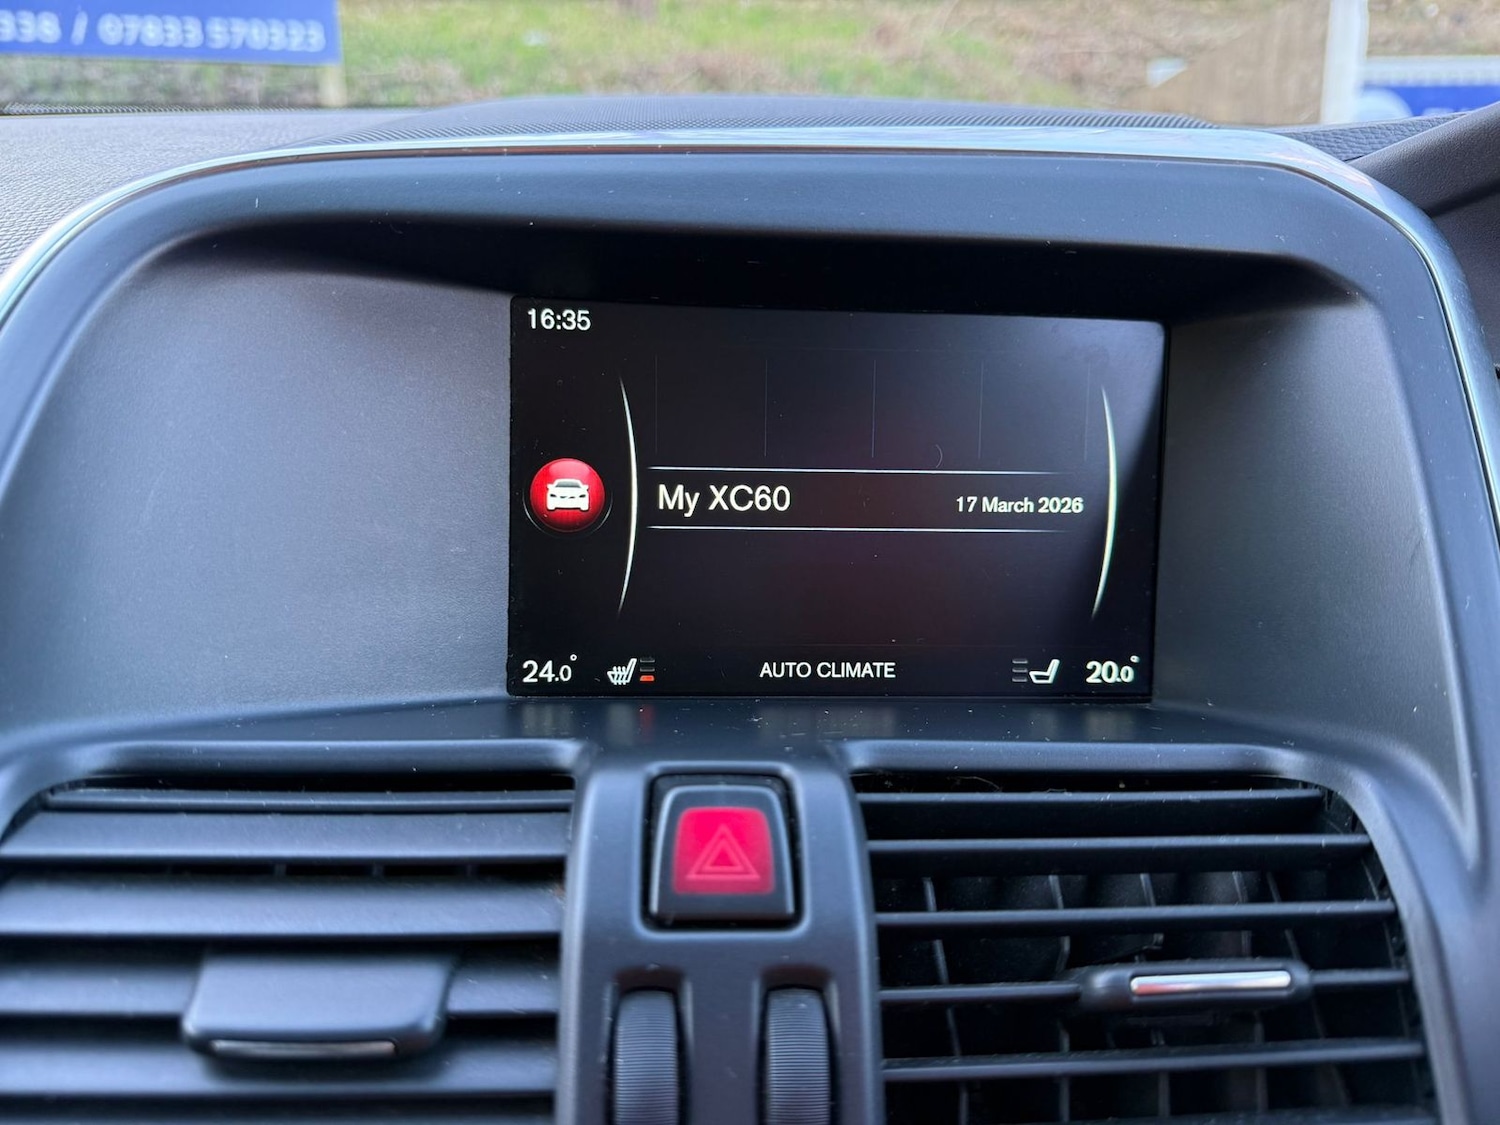 338 / 07833 570323
16:35
My XC60
17 March 2026
24.0°
AUTO CLIMATE
20.0°